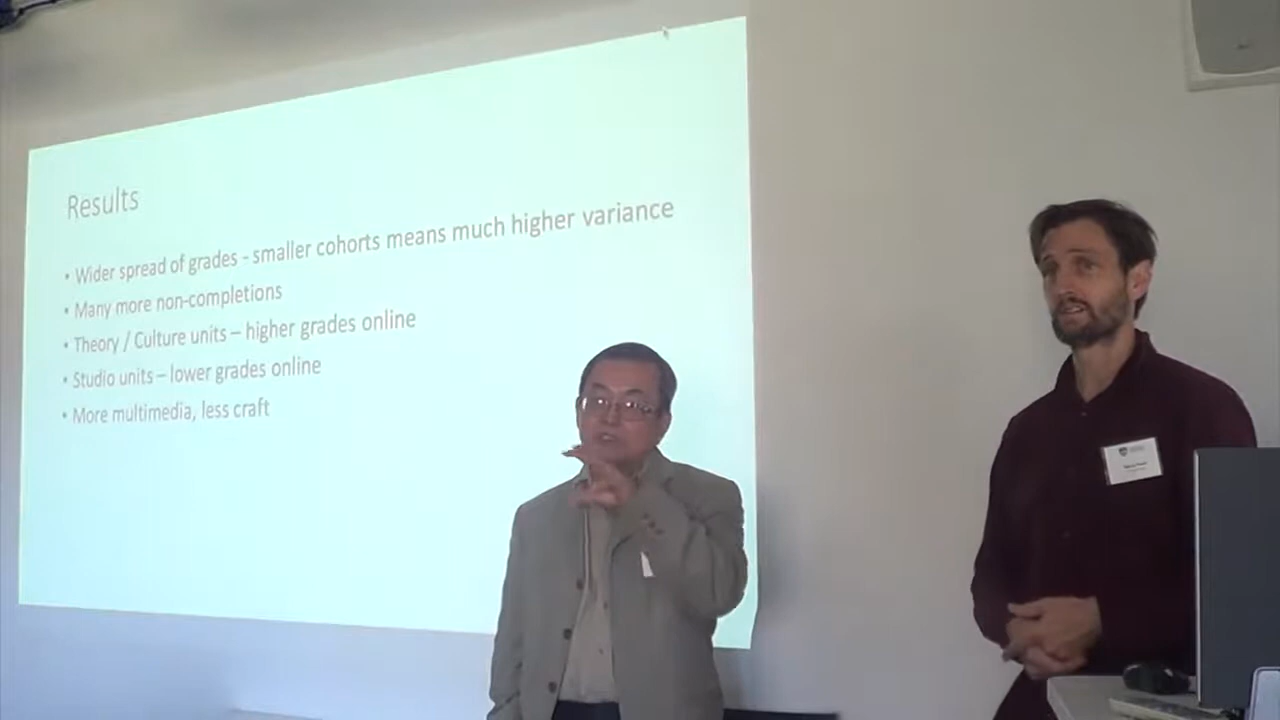 Results
• Wider spread of grades - smaller cohorts means much higher variance
• Many more non-completions
• Theory / Culture units – higher grades online
• Studio units – lower grades online
• More multimedia, less craft